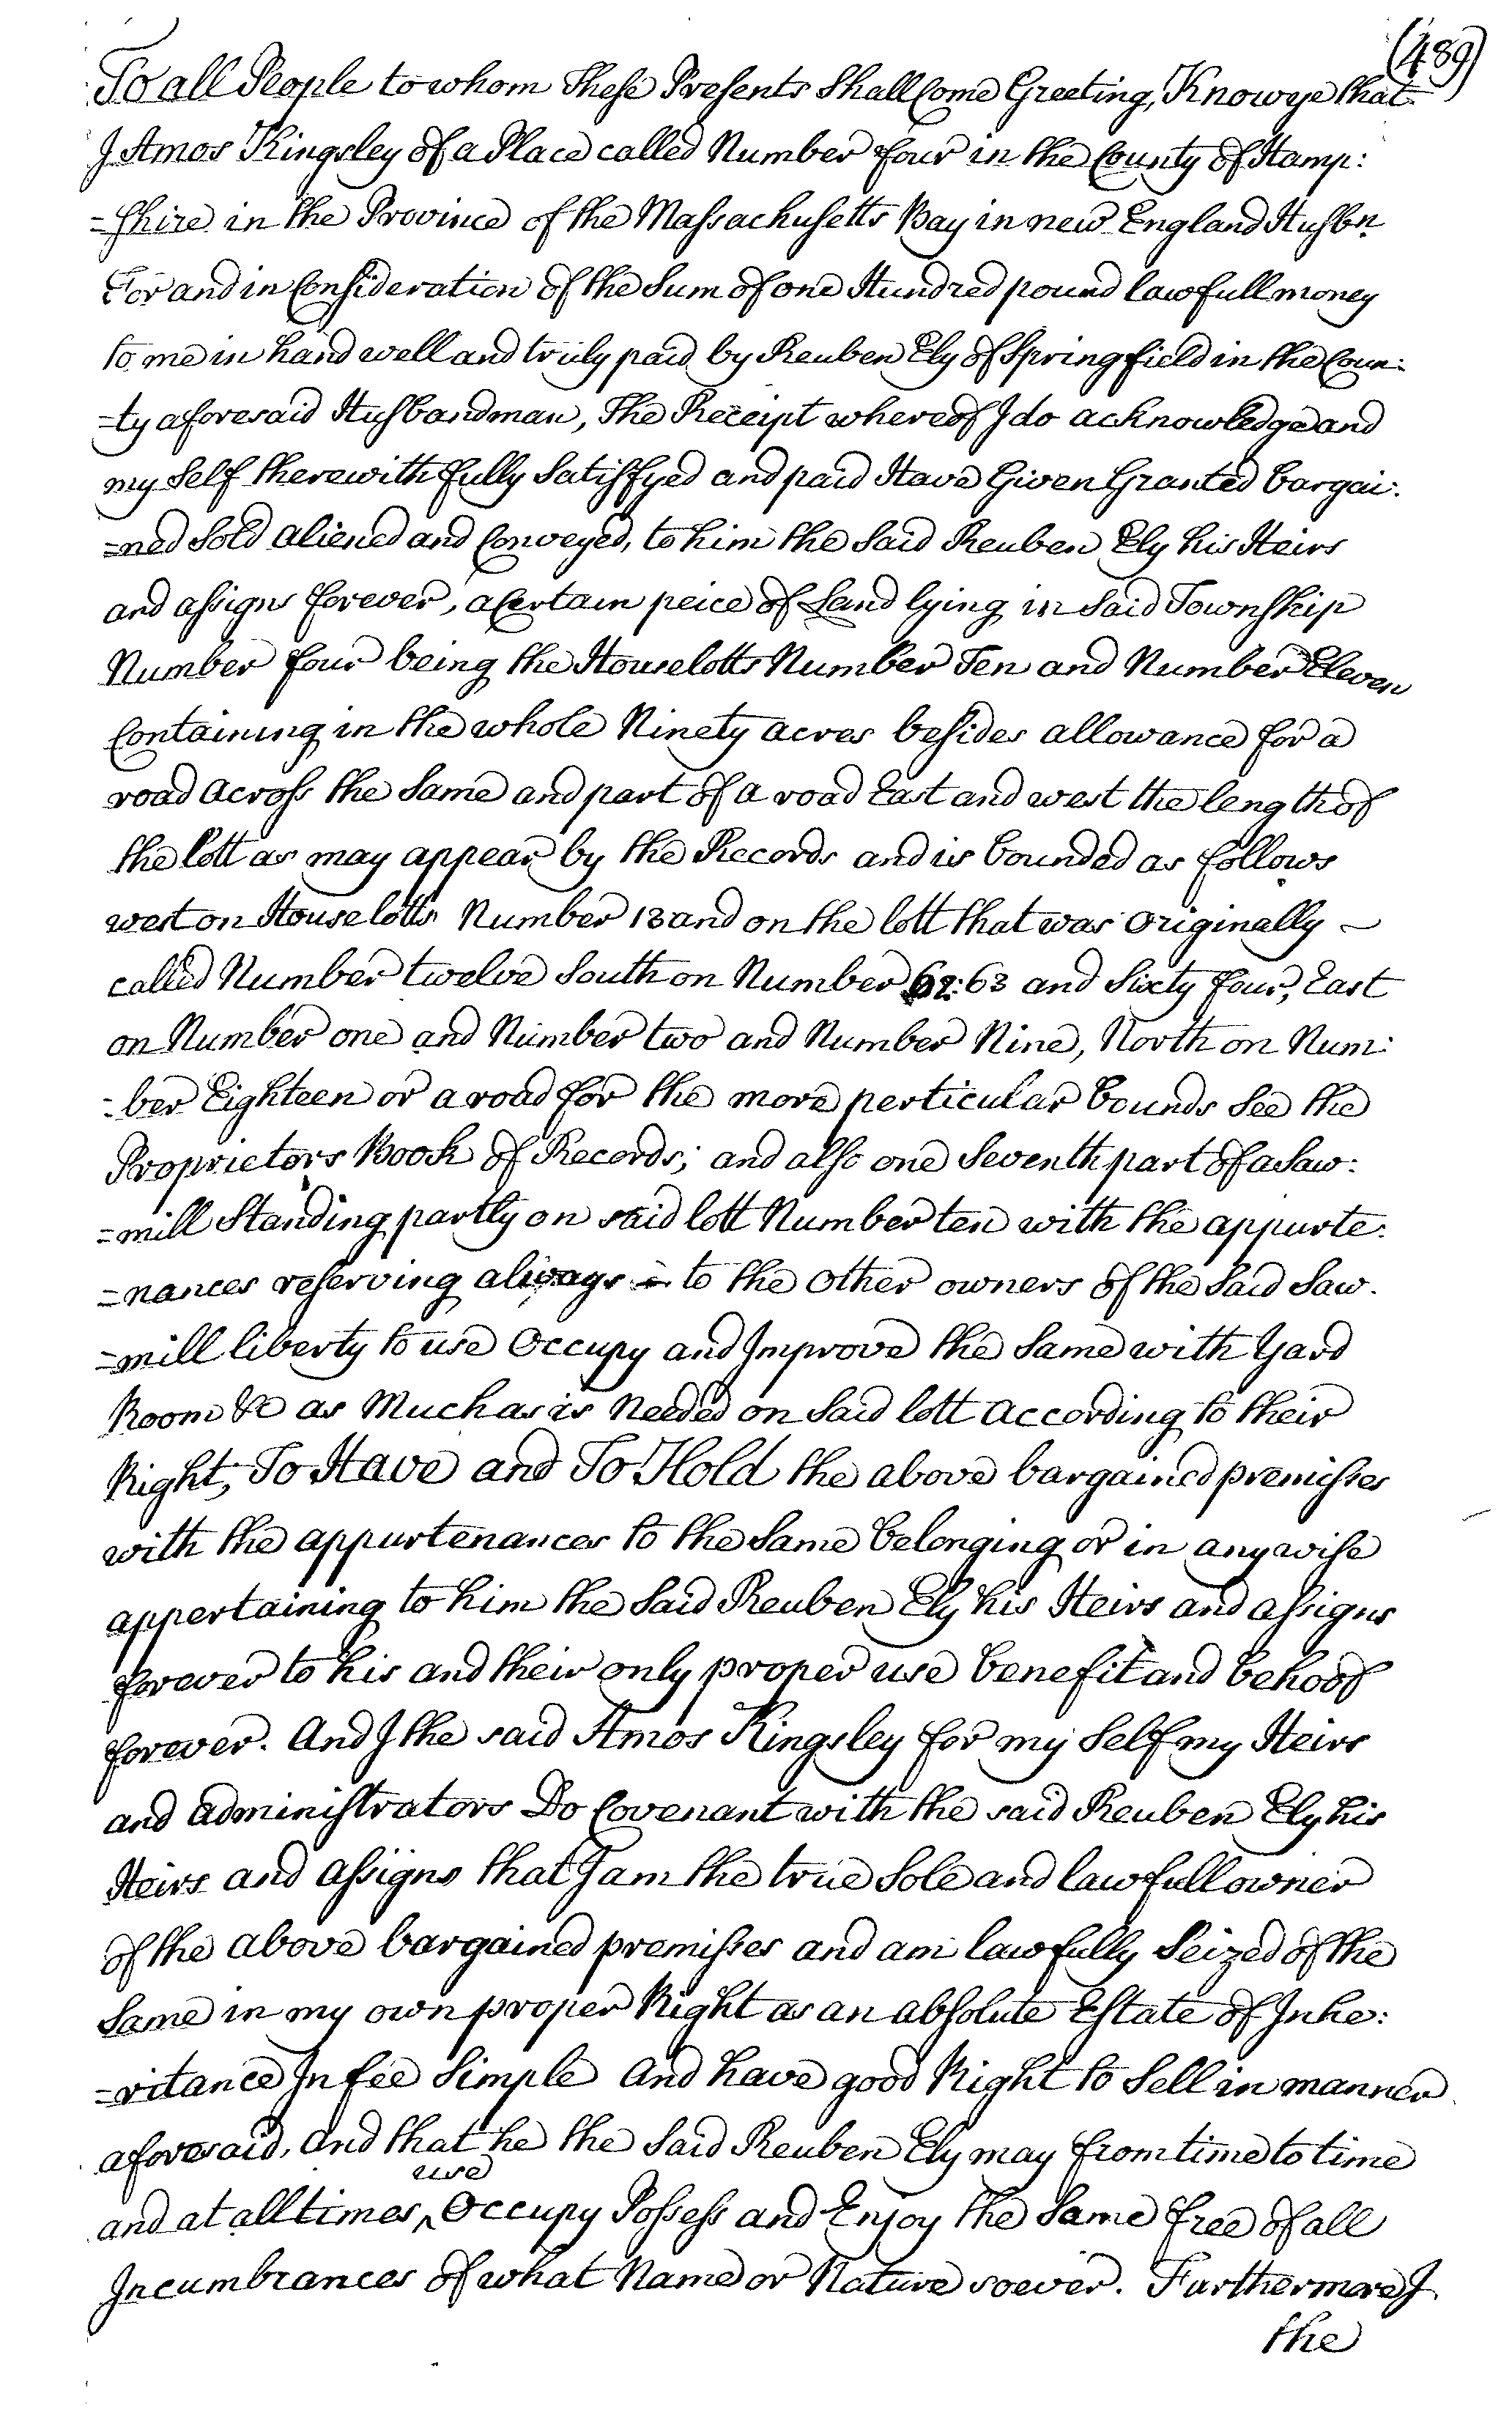 (489)
To all People to whom These Presents Shall Come Greeting, Know ye that
I Amos Kingsley of a Place called Number four in the County of Hamp:
=shire in the Province of the Massachusetts Bay in new England Husbn
For and in Consideration of the Sum of one Hundred pound lawfull money
to me in hand well and truly paid by Reuben Ely of Springfield in the Coun:
=ty aforesaid Husbandman, The Receipt whereof I do acknowledge and
my Self therewith fully Satisfyed and paid Have Given Granted bargai:
=ned Sold aliened and Conveyed, to him the Said Reuben Ely his Heirs
and assigns forever, a Certain peice of Land lying in Said Township
Number four being the Houselotts Number Ten and Number Eleven
Containing in the whole Ninety acres besides allowance for a
road across the Same and part of a road East and west the length of
the lott as may appear by the Records and is bounded as follows
west on Houselotts Number 13 and on the lott that was originally –
called Number twelve South on Number 62: 63 and Sixty four, East
on Number one and Number two and Number Nine, North on Num:
-ber Eighteen or a road for the more perticular bounds See the
Proprietors Book of Records; and also one Seventh part of a Saw:
=mill Standing partly on said lott Number ten with the appurte:
=nances reserving always to the other owners of the Said Saw.
=mill liberty to use Occupy and Improve the Same with Yard
Room &c as Much as is Needed on Said lott according to their
Right, To Have and To Hold the above bargained premisses
with the appurtenances to the Same belonging or in anywise
appertaining to him the Said Reuben Ely his Heirs and assigns
forever to his and their only proper use benefit and behoof
forever. And I the said Amos Kingsley for my Self my Heirs
and administrators Do Covenant with the said Reuben Ely his
Heirs and assigns that I am the true Sole and lawfull owner
of the above bargained premisses and am lawfully Seized of the
Same in my own proper Right as an absolute Estate of Inhe:
=ritance In fee Simple And have good Right to Sell in manner
aforesaid, And that he the Said Reuben Ely may from time to time
use
and at all times ^ Occupy Possess and Enjoy the Same free of all
Incumbrances of what Name or Nature soever. Furthermore I
the